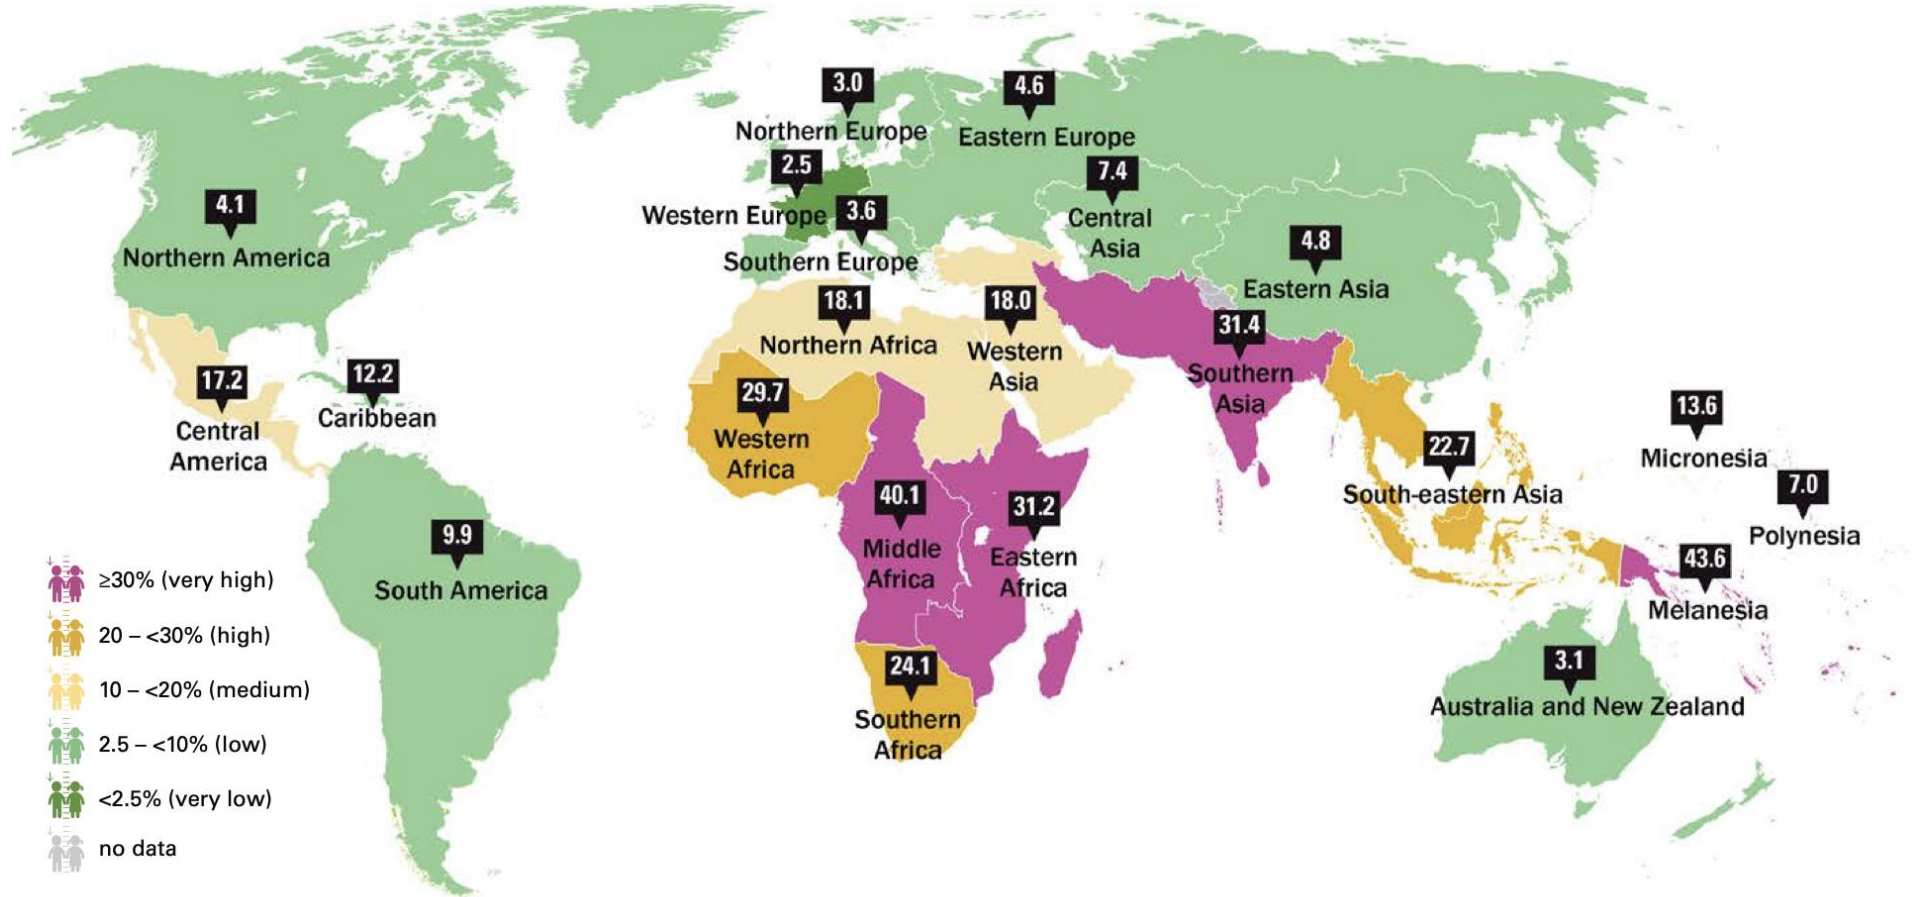 3.0
Northern Europe
4.6
Eastern Europe
2.5
Western Europe
3.6
Southern Europe
7.4
Central
Asia
4.1
Northern America
4.8
Eastern Asia
18.1
Northern Africa
18.0
Western
Asia
31.4
Southern
Asia
17.2
Central
America
12.2
Caribbean
29.7
Western
Africa
13.6
Micronesia
22.7
South-eastern Asia
7.0
Polynesia
40.1
Middle
Africa
31.2
Eastern
Africa
9.9
South America
43.6
Melanesia
24.1
Southern
Africa
3.1
Australia and New Zealand
≥30% (very high)
20 – <30% (high)
10 – <20% (medium)
2.5 – <10% (low)
<2.5% (very low)
no data